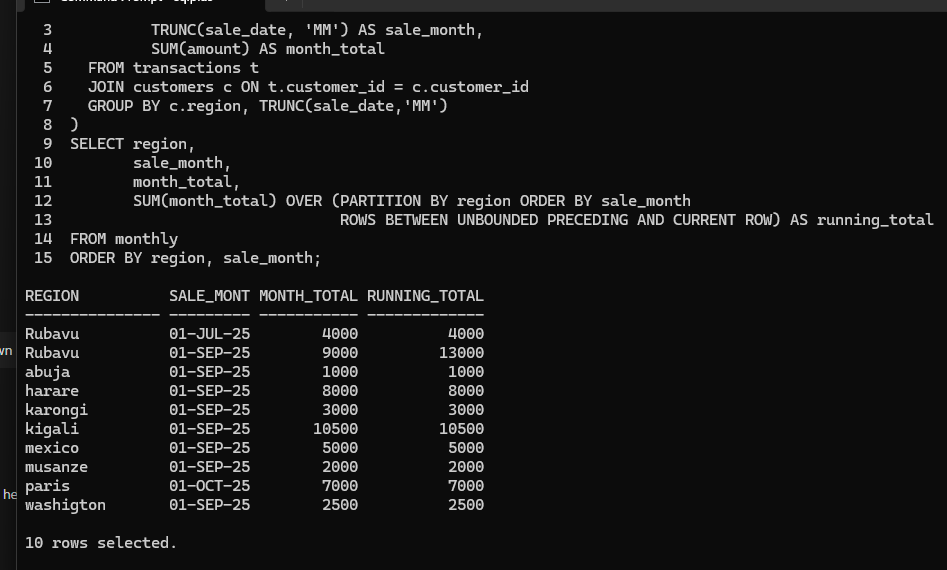 3           TRUNC(sale_date, 'MM') AS sale_month,
4           SUM(amount) AS month_total
5    FROM transactions t
6    JOIN customers c ON t.customer_id = c.customer_id
7    GROUP BY c.region, TRUNC(sale_date,'MM')
8  )
9  SELECT region,
10         sale_month,
11         month_total,
12         SUM(month_total) OVER (PARTITION BY region ORDER BY sale_month
13                                ROWS BETWEEN UNBOUNDED PRECEDING AND CURRENT ROW) AS running_total
14  FROM monthly
15  ORDER BY region, sale_month;
REGION          SALE_MONT MONTH_TOTAL RUNNING_TOTAL
--------------- --------- ----------- -------------
Rubavu          01-JUL-25        4000          4000
Rubavu          01-SEP-25        9000         13000
abuja           01-SEP-25        1000          1000
harare          01-SEP-25        8000          8000
karongi         01-SEP-25        3000          3000
kigali          01-SEP-25       10500         10500
mexico          01-SEP-25        5000          5000
musanze         01-SEP-25        2000          2000
paris           01-OCT-25        7000          7000
washigton       01-SEP-25        2500          2500
10 rows selected.